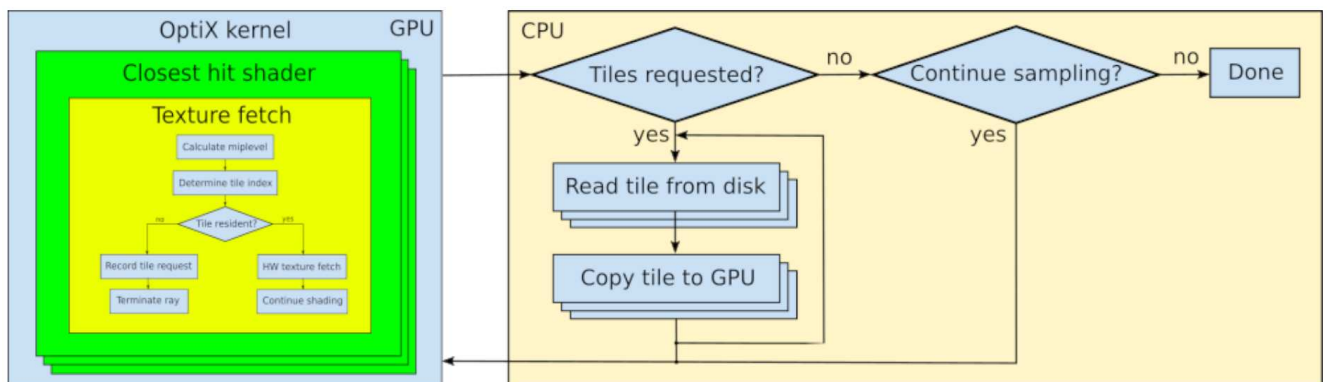 OptiX kernel
GPU
Closest hit shader
Texture fetch
Calculate miplevel
Determine tile index
Tile resident?
no
yes
Record tile request
HW texture fetch
Terminate ray
Continue shading
CPU
Tiles requested?
no
Continue sampling?
no
Done
yes
yes
Read tile from disk
Copy tile to GPU